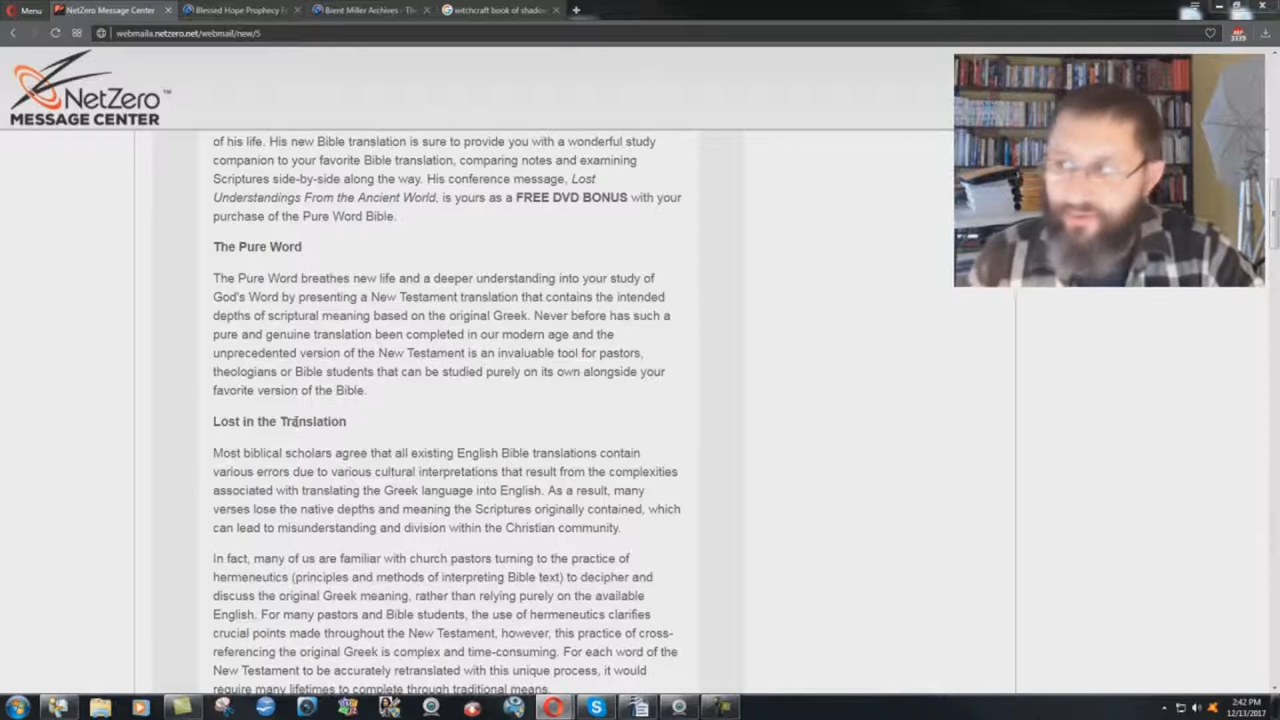 Menu
NetZero Message Center
Blessed Hope Prophecy F
Brent Miller Archives - The
witchcraft book of shadow
webmaila.netzero.net/webmail/new/5
3335
NetZero™
MESSAGE CENTER
of his life. His new Bible translation is sure to provide you with a wonderful study
companion to your favorite Bible translation, comparing notes and examining
Scriptures side-by-side along the way. His conference message, Lost
Understandings From the Ancient World, is yours as a FREE DVD BONUS with your
purchase of the Pure Word Bible.
The Pure Word
The Pure Word breathes new life and a deeper understanding into your study of
God's Word by presenting a New Testament translation that contains the intended
depths of scriptural meaning based on the original Greek. Never before has such a
pure and genuine translation been completed in our modern age and the
unprecedented version of the New Testament is an invaluable tool for pastors,
theologians or Bible students that can be studied purely on its own alongside your
favorite version of the Bible.
Lost in the Translation
Most biblical scholars agree that all existing English Bible translations contain
various errors due to various cultural interpretations that result from the complexities
associated with translating the Greek language into English. As a result, many
verses lose the native depths and meaning the Scriptures originally contained, which
can lead to misunderstanding and division within the Christian community.
In fact, many of us are familiar with church pastors turning to the practice of
hermeneutics (principles and methods of interpreting Bible text) to decipher and
discuss the original Greek meaning, rather than relying purely on the available
English. For many pastors and Bible students, the use of hermeneutics clarifies
crucial points made throughout the New Testament, however, this practice of cross-
referencing the original Greek is complex and time-consuming. For each word of the
New Testament to be accurately retranslated with this unique process, it would
require many lifetimes to complete through traditional means.
2:42 PM
12/13/2017